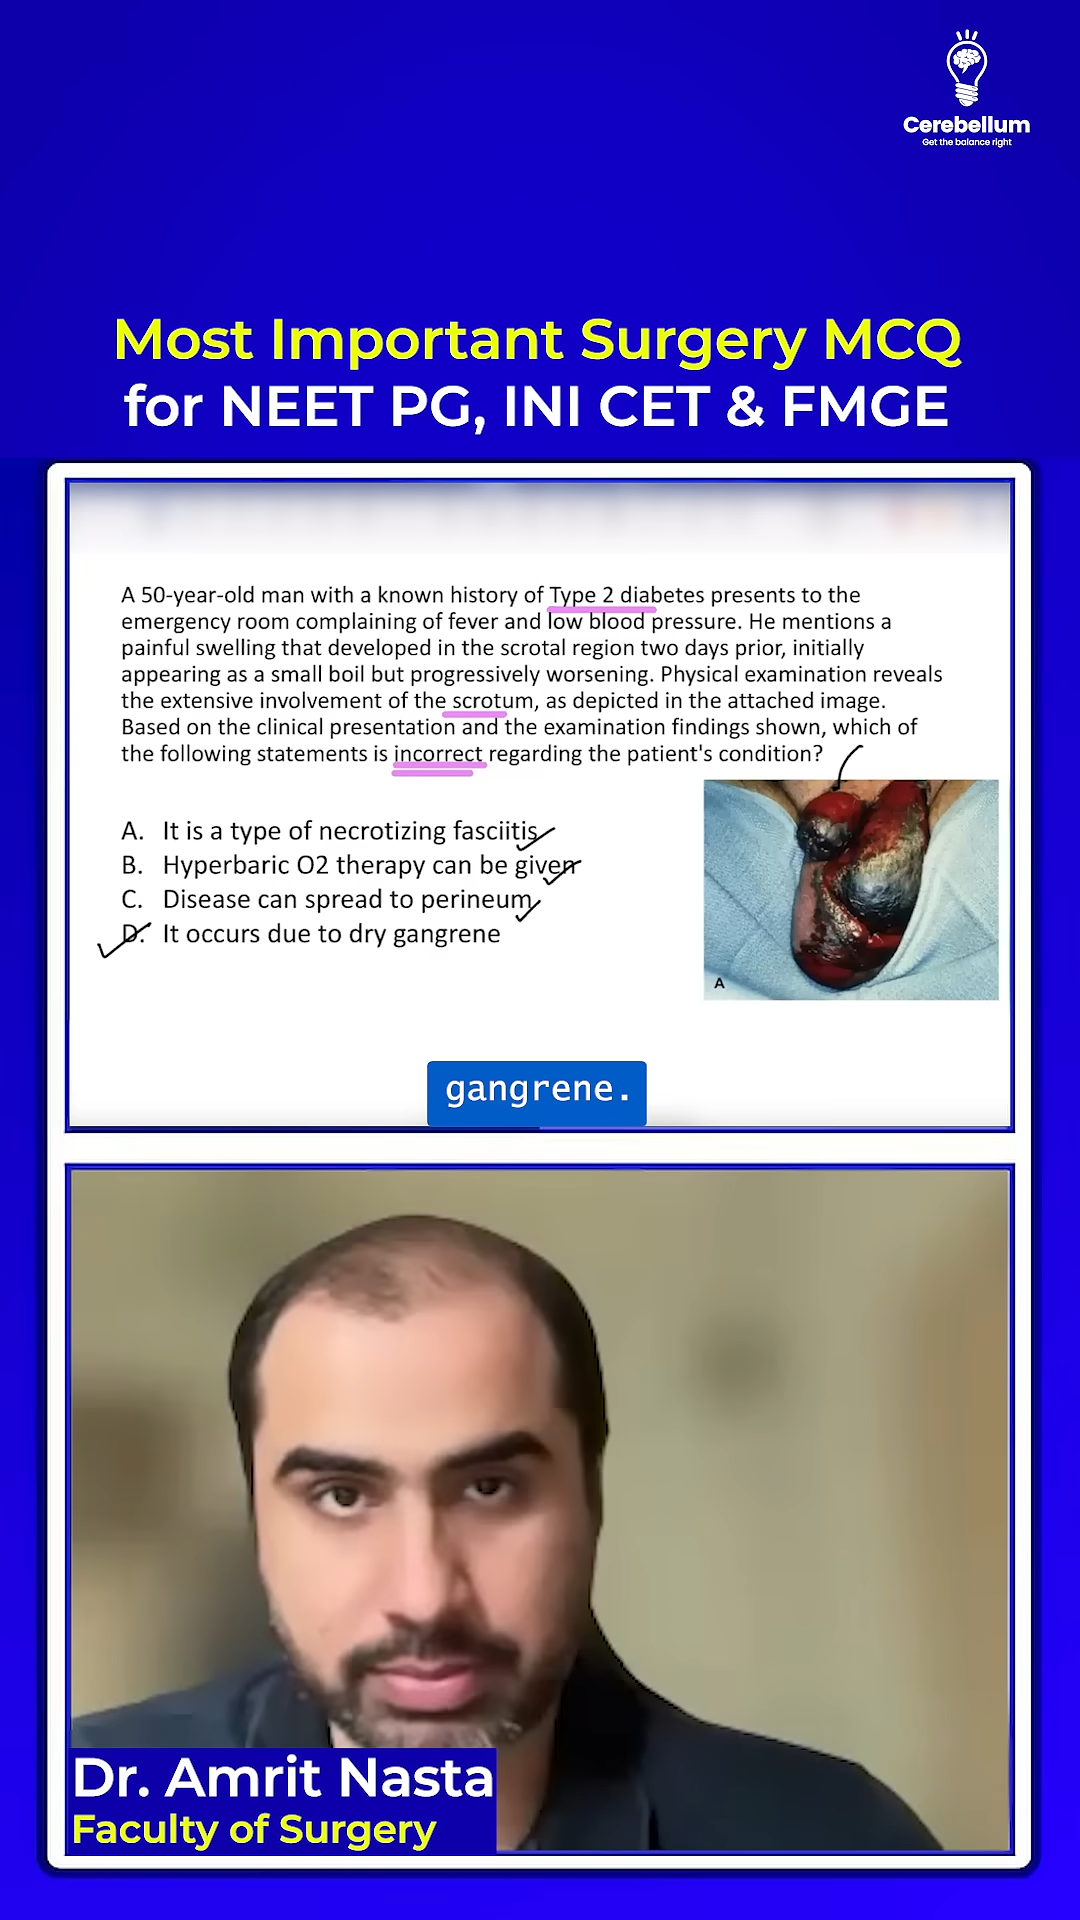 Cerebellum
Get the balance right
Most Important Surgery MCQ
for NEET PG, INI CET & FMGE
A 50-year-old man with a known history of Type 2 diabetes presents to the
emergency room complaining of fever and low blood pressure. He mentions a
painful swelling that developed in the scrotal region two days prior, initially
appearing as a small boil but progressively worsening. Physical examination reveals
the extensive involvement of the scrotum, as depicted in the attached image.
Based on the clinical presentation and the examination findings shown, which of
the following statements is incorrect regarding the patient's condition?
A. It is a type of necrotizing fasciitis
B. Hyperbaric O2 therapy can be given
C. Disease can spread to perineum
D. It occurs due to dry gangrene
A
gangrene.
Dr. Amrit Nasta
Faculty of Surgery